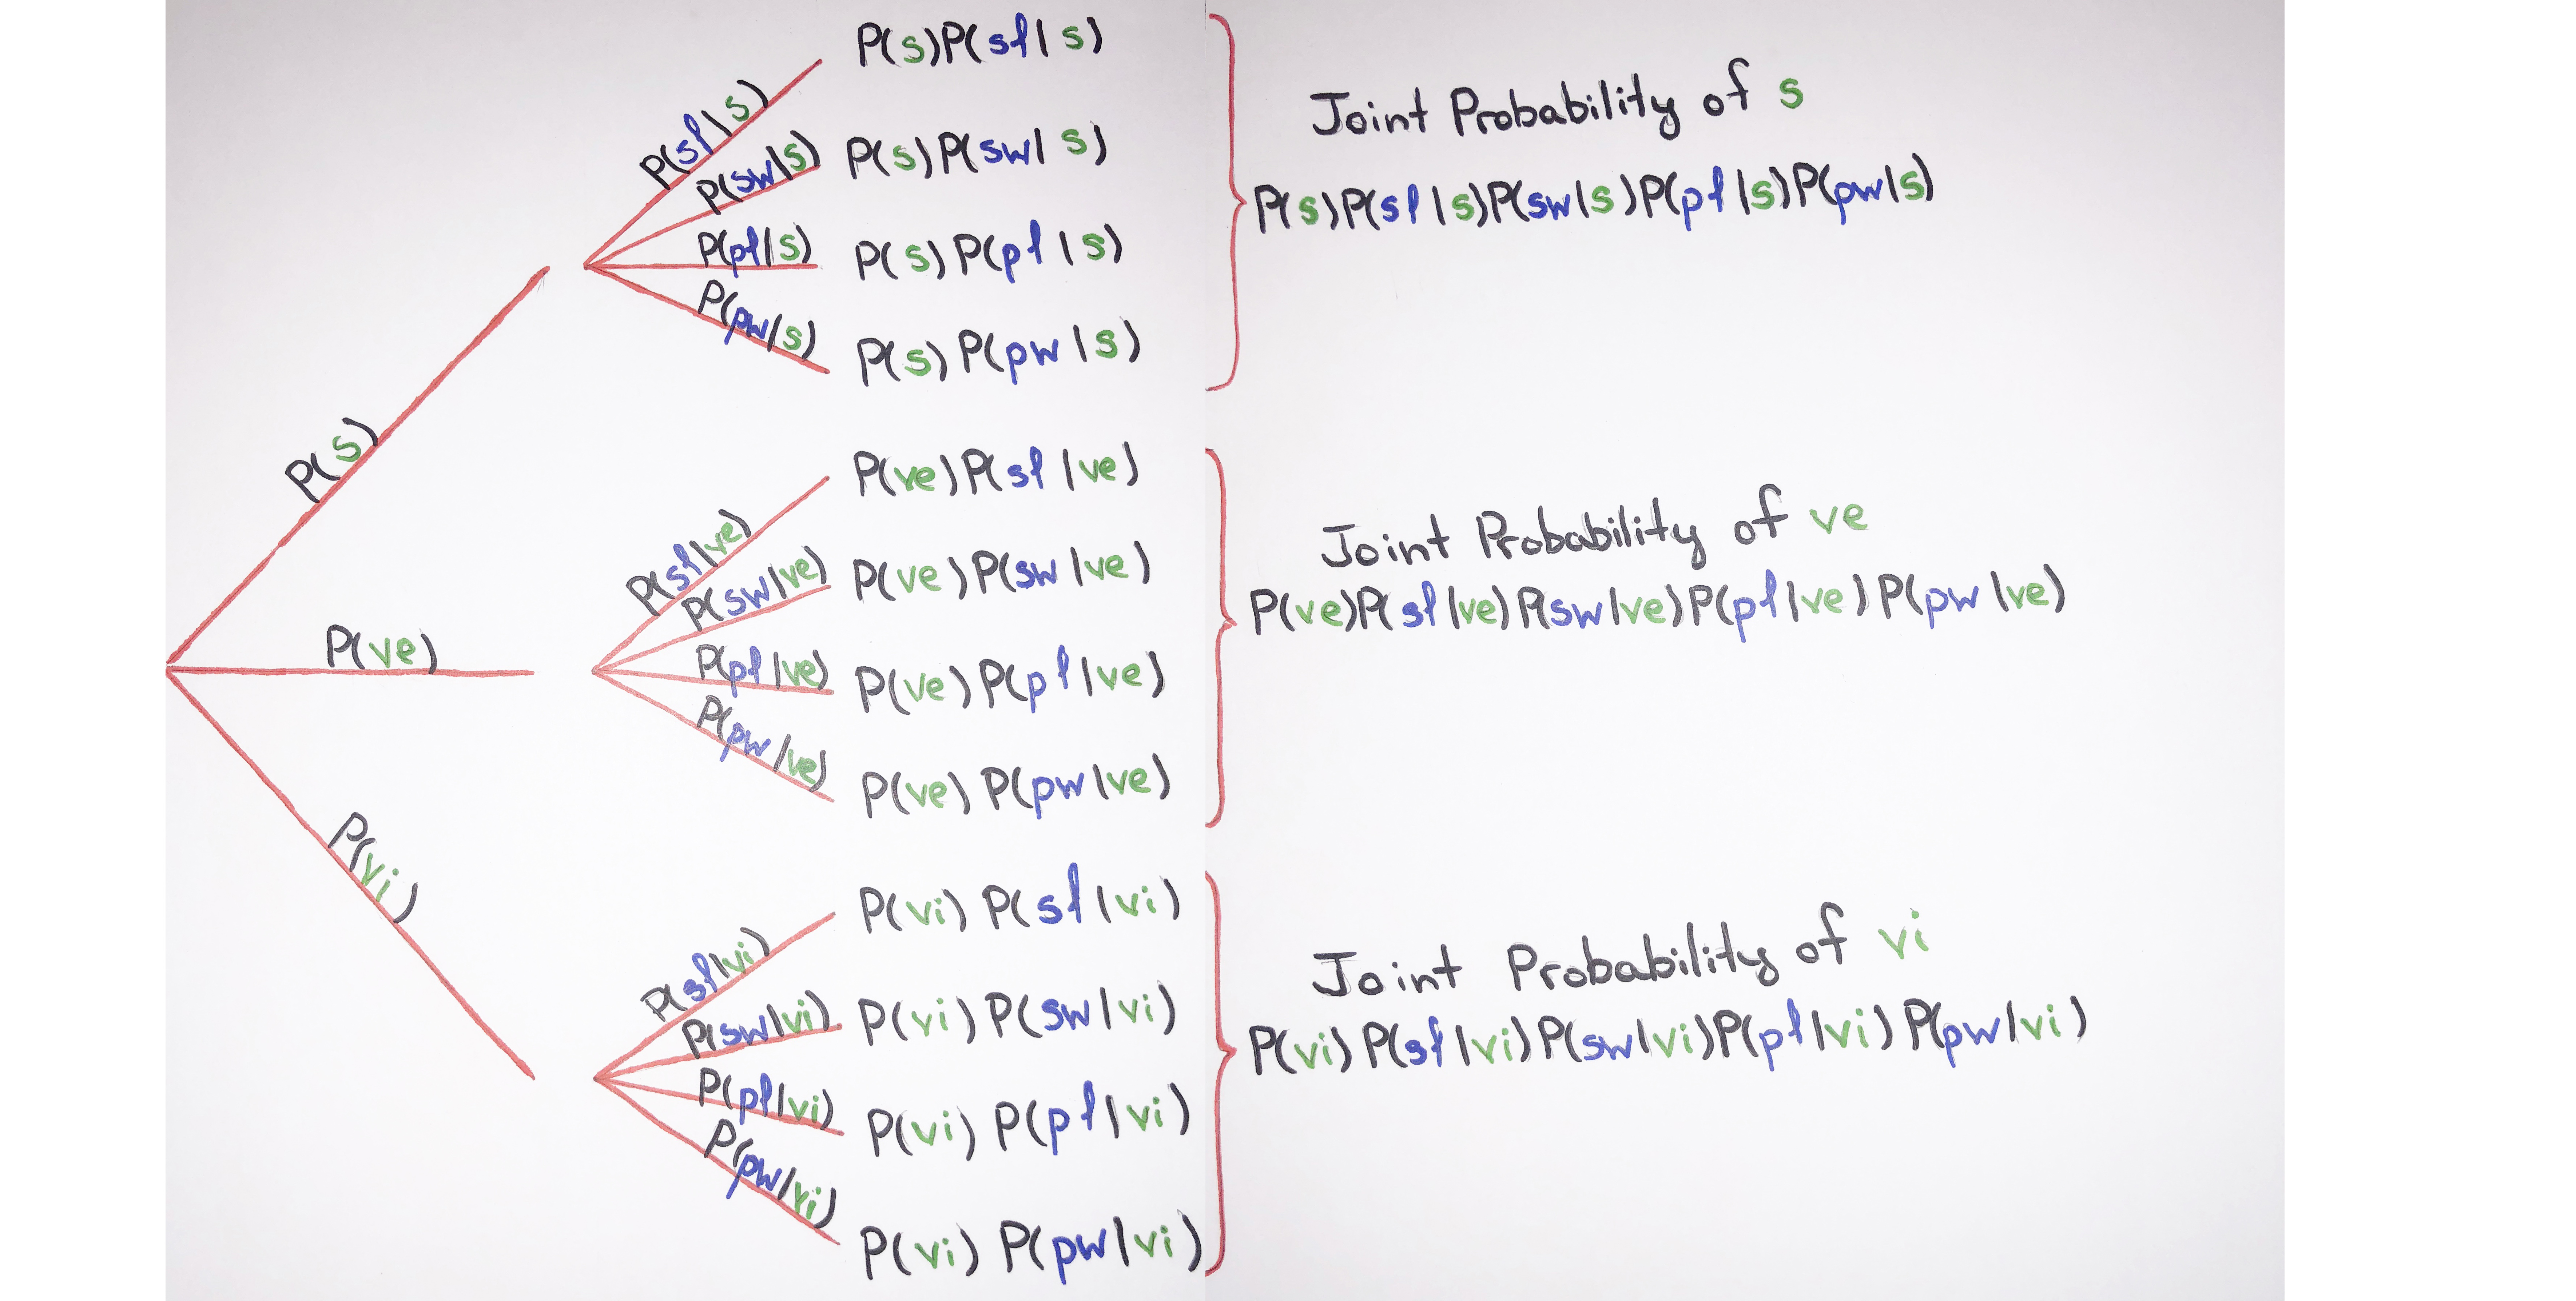 P(s)
P(ve)
P(vi)
P(sl|s)
P(sw|s)
P(pl|s)
P(pw|s)
P(s)P(sl|s)
P(s)P(sw|s)
P(s)P(pl|s)
P(s)P(pw|s)
Joint Probability of s
P(s)P(sl|s)P(sw|s)P(pl|s)P(pw|s)
P(sl|ve)
P(sw|ve)
P(pl|ve)
P(pw|ve)
P(ve)P(sl|ve)
P(ve)P(sw|ve)
P(ve)P(pl|ve)
P(ve)P(pw|ve)
Joint Probability of ve
P(ve)P(sl|ve)P(sw|ve)P(pl|ve)P(pw|ve)
P(sl|vi)
P(sw|vi)
P(pl|vi)
P(pw|vi)
P(vi)P(sl|vi)
P(vi)P(sw|vi)
P(vi)P(pl|vi)
P(vi)P(pw|vi)
Joint Probability of vi
P(vi)P(sl|vi)P(sw|vi)P(pl|vi)P(pw|vi)